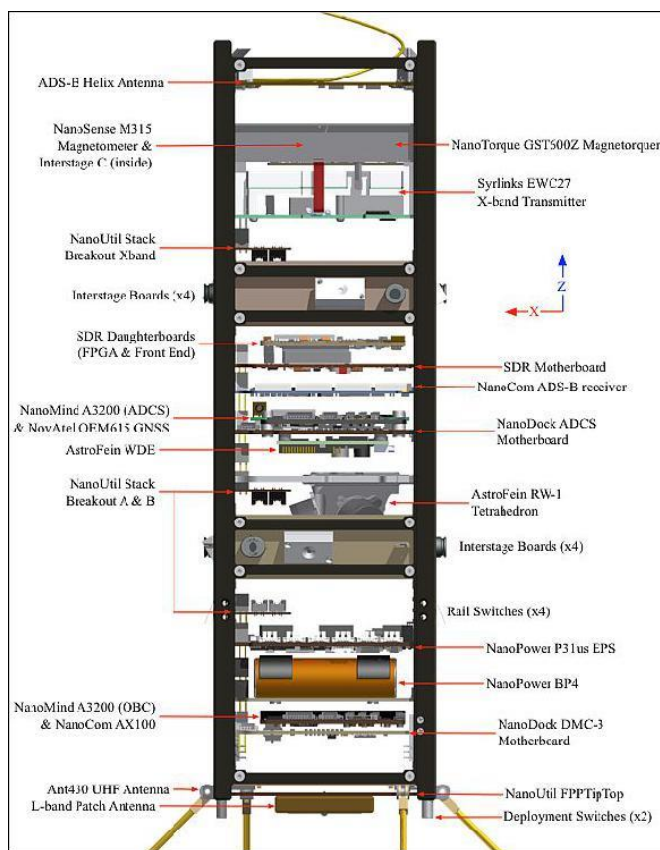 ADS-B Helix Antenna
NanoSense M315
Magnetometer &
Interstage C (inside)
NanoTorque GST600Z Magnetorquer
Syrlinks EWC27
X-band Transmitter
NanoUtil Stack
Breakout Xband
Interstage Boards (x4)
Z
X
SDR Daughterboards
(FPGA & Front End)
SDR Motherboard
NanoCom ADS-B receiver
NanoMind A3200 (ADCS)
& NovAtel OEM615 GNSS
NanoDock ADCS
Motherboard
AstroFein WDE
NanoUtil Stack
Breakout A & B
AstroFein RW-1
Tetrahedron
Interstage Boards (x4)
Rail Switches (x4)
NanoPower P31us EPS
NanoPower BP4
NanoMind A3200 (OBC)
& NanoCom AX100
NanoDock DMC-3
Motherboard
Ant430 UHF Antenna
L-band Patch Antenna
NanoUtil FPPTipTop
Deployment Switches (x2)